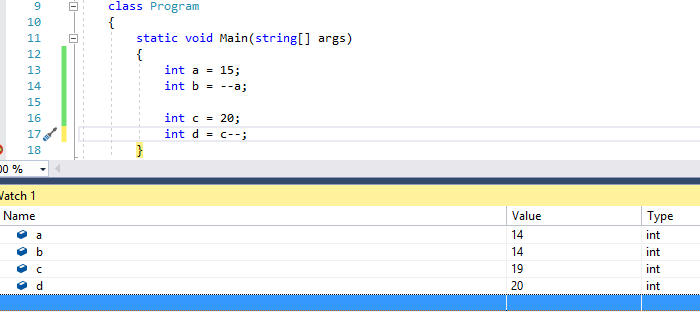 9 class Program
10 {
11 static void Main(string[] args)
12 {
13 int a = 15;
14 int b = --a;
15
16 int c = 20;
17 int d = c--;
18 }
00 %
Watch 1
Name Value Type
a 14 int
b 14 int
c 19 int
d 20 int